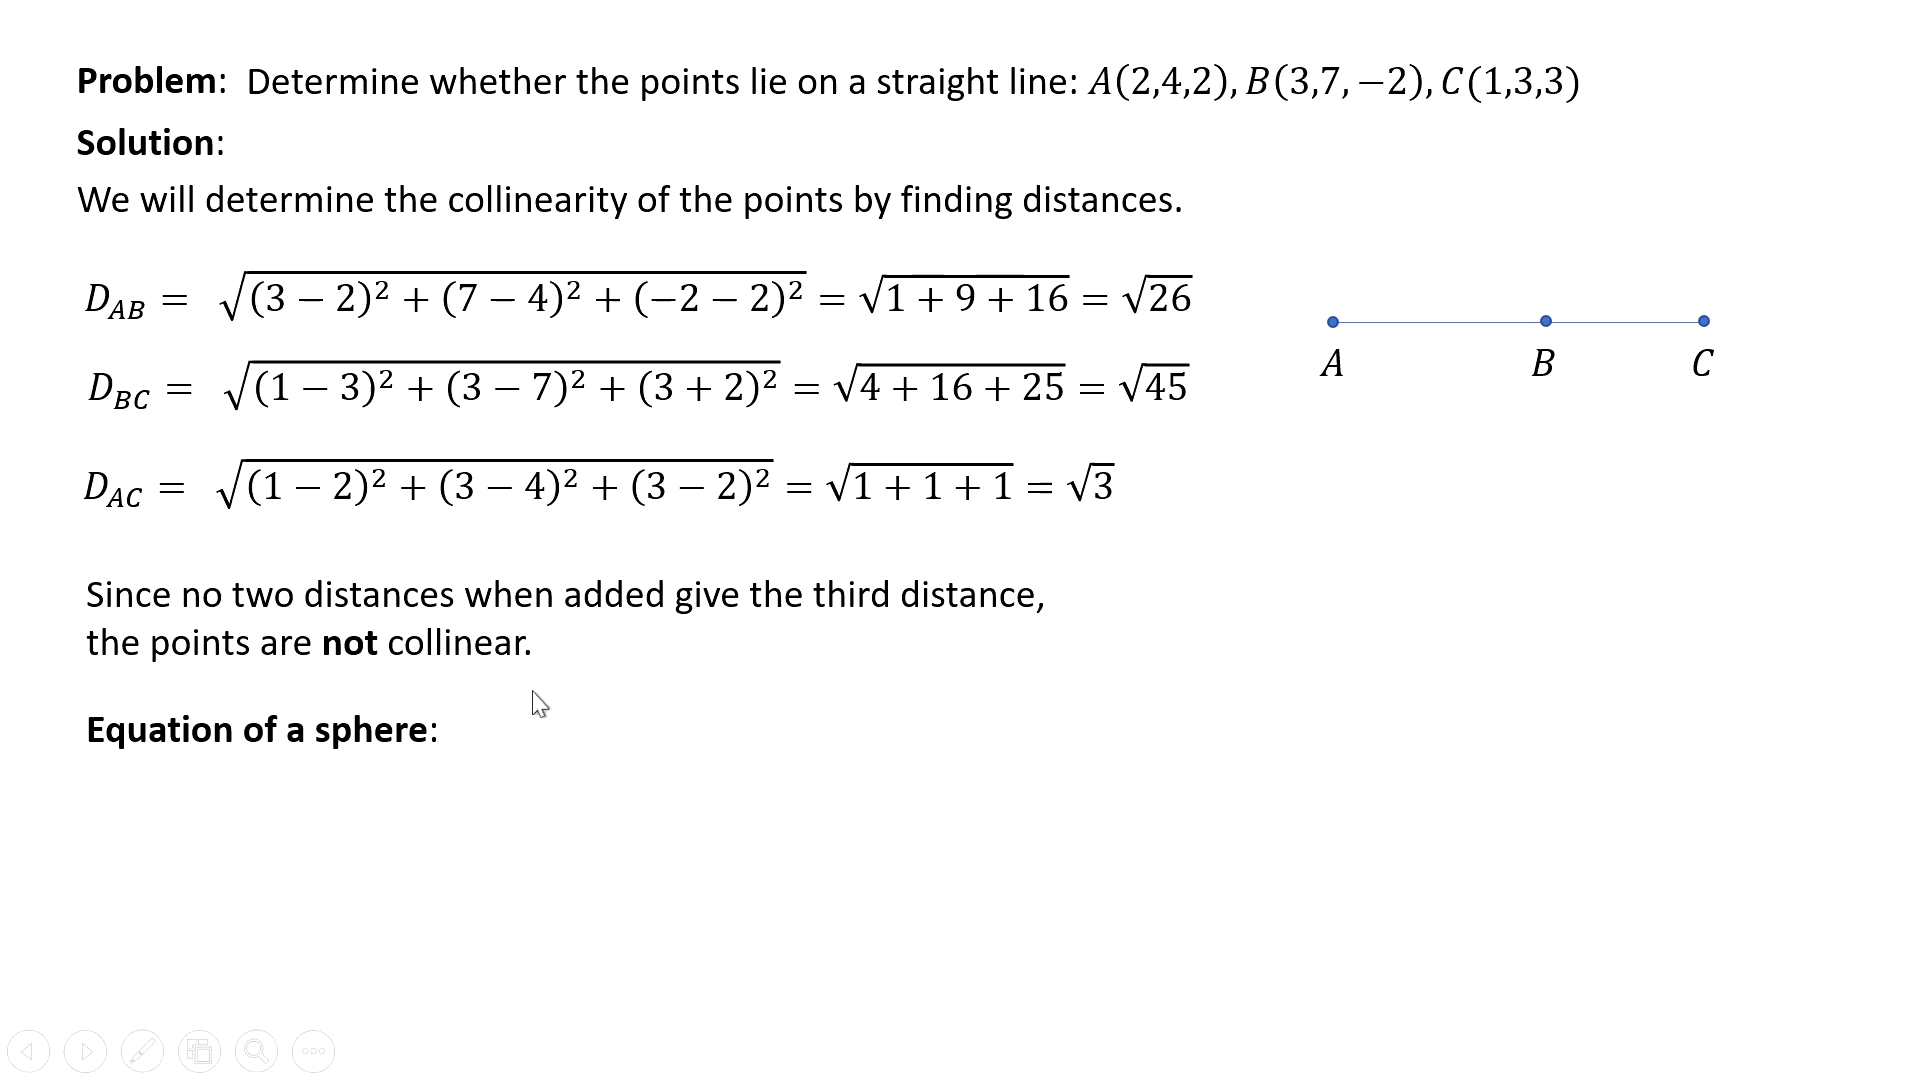 Problem: Determine whether the points lie on a straight line: A(2,4,2), B(3,7, −2), C(1,3,3)
Solution:
We will determine the collinearity of the points by finding distances.
D_AB = √((3 − 2)² + (7 − 4)² + (−2 − 2)²) = √(1 + 9 + 16) = √26
D_BC = √((1 − 3)² + (3 − 7)² + (3 + 2)²) = √(4 + 16 + 25) = √45
A B C
D_AC = √((1 − 2)² + (3 − 4)² + (3 − 2)²) = √(1 + 1 + 1) = √3
Since no two distances when added give the third distance,
the points are not collinear.
Equation of a sphere: